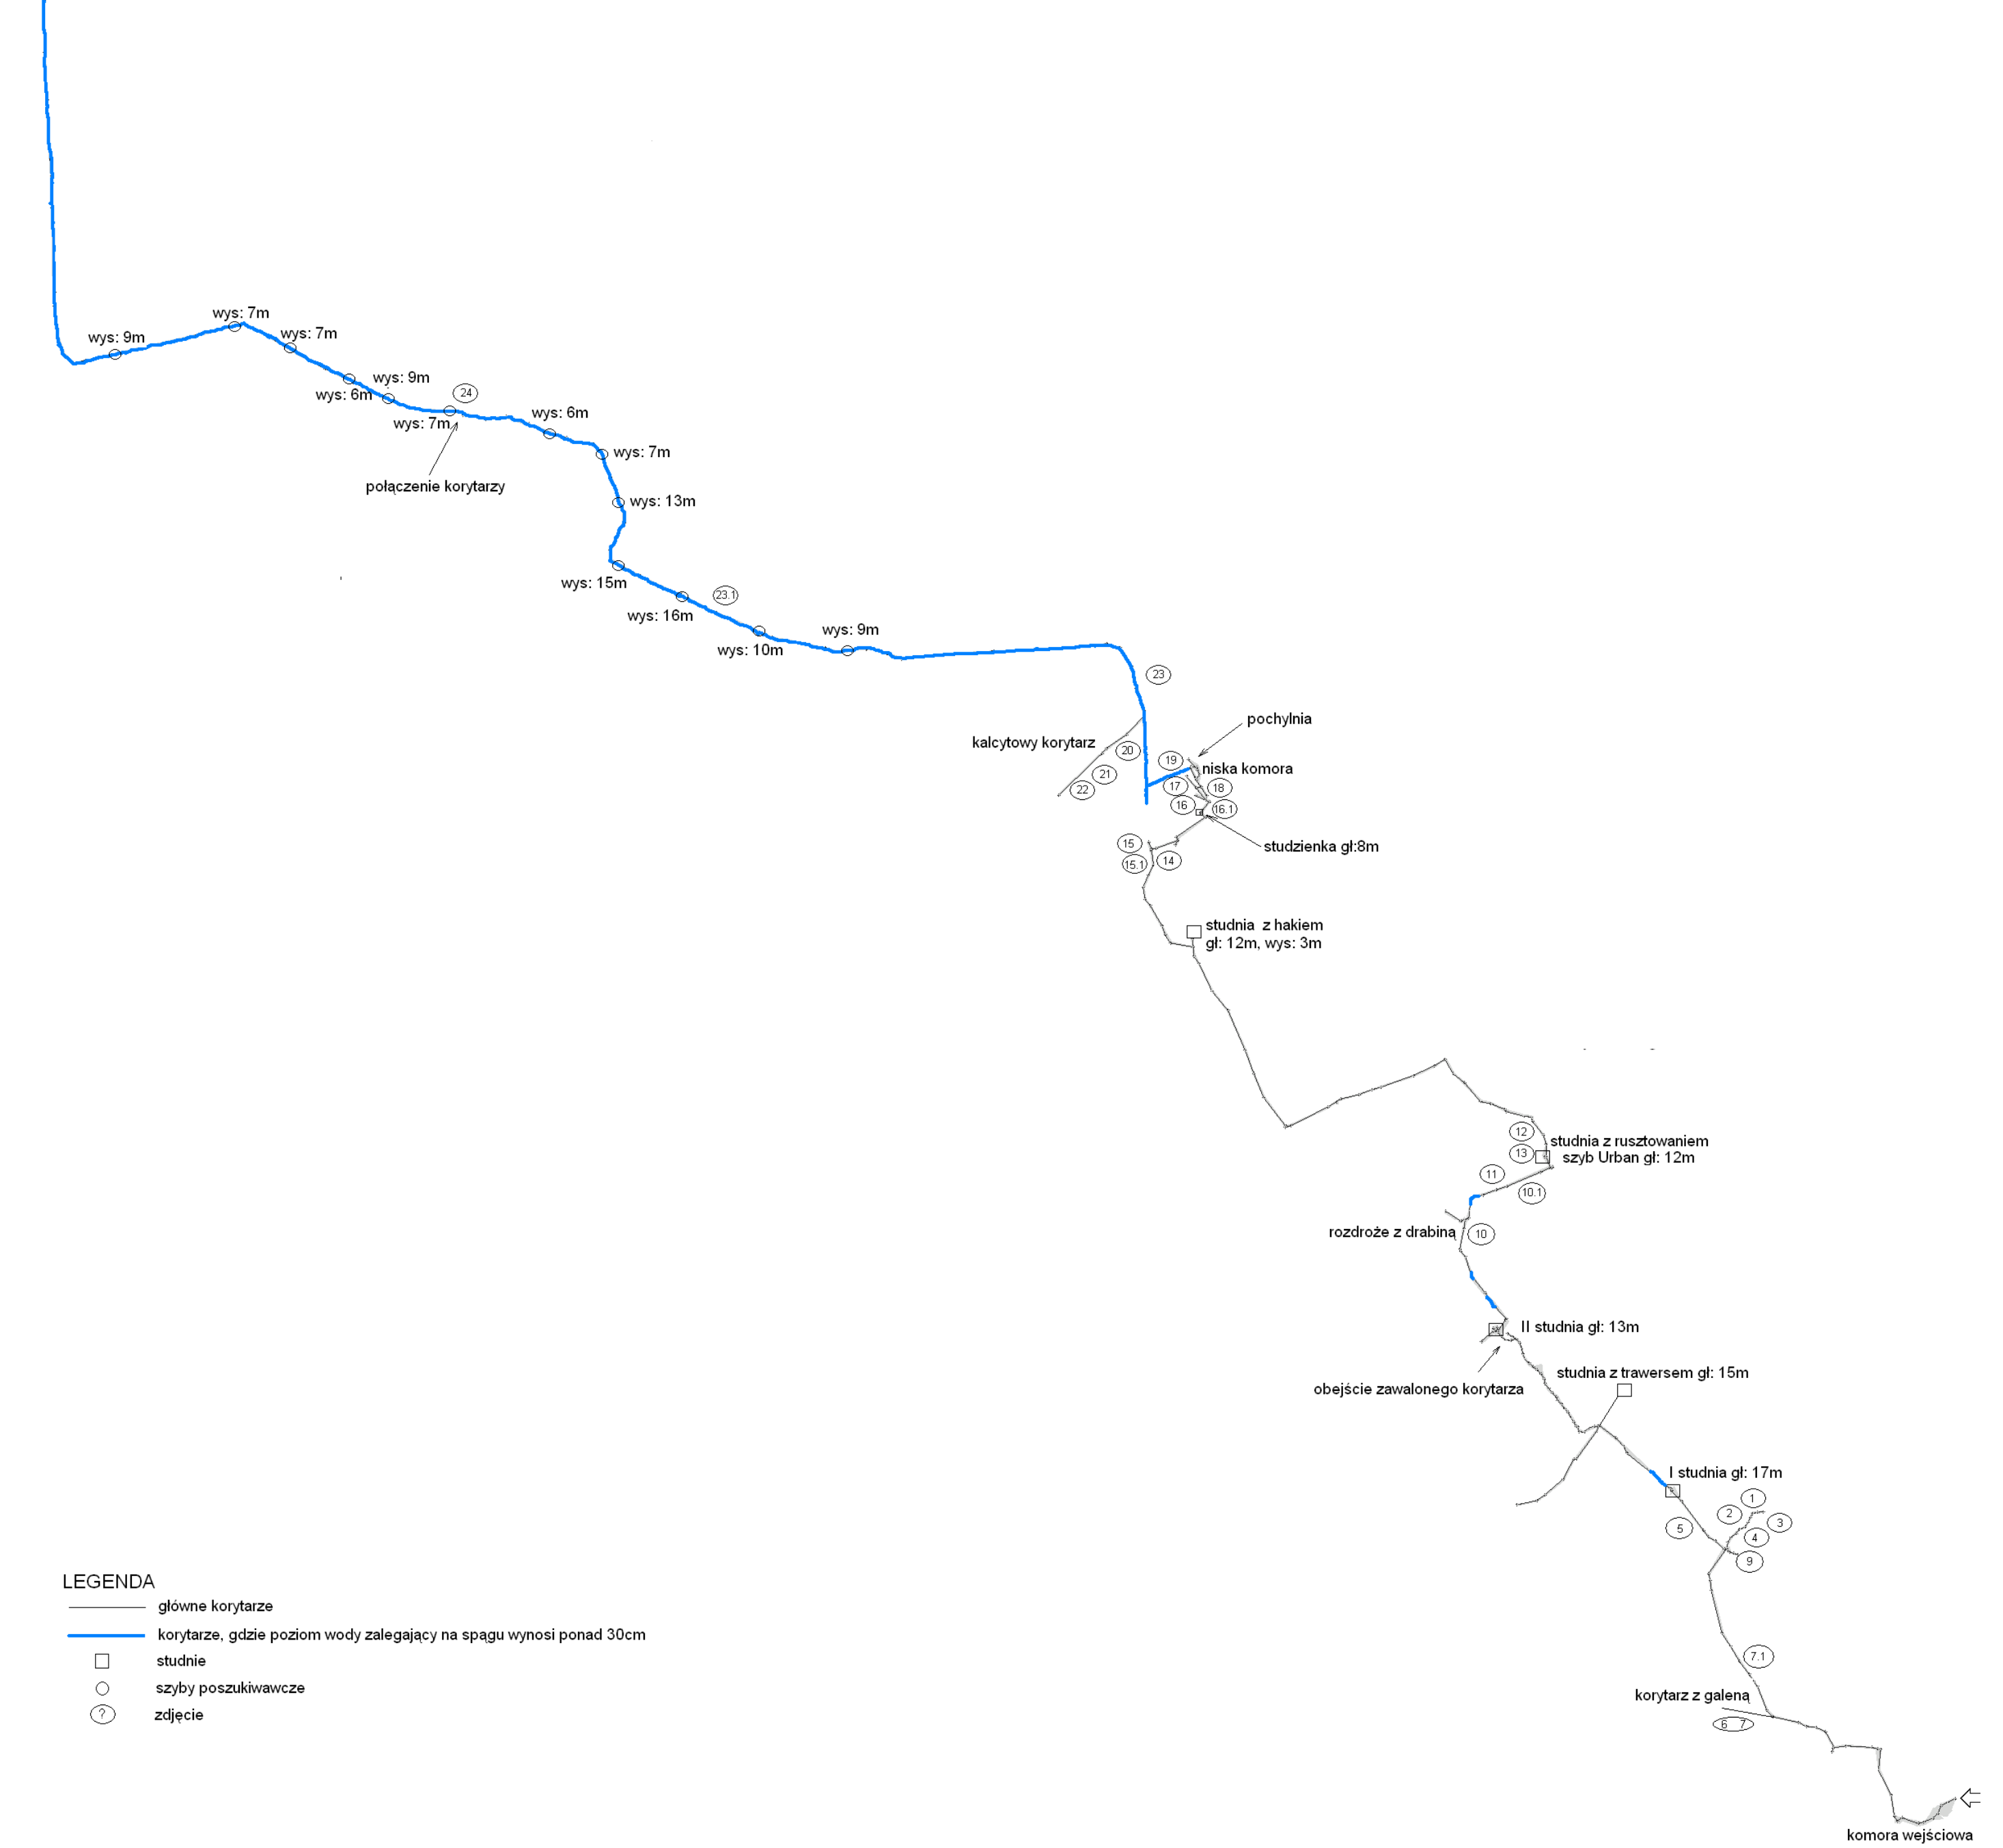 wys: 7m
wys: 9m
wys: 7m
wys: 9m
wys: 6m
24
wys: 7m
wys: 6m
wys: 7m
połączenie korytarzy
wys: 13m
wys: 15m
23.1
wys: 16m
wys: 9m
wys: 10m
23
pochylnia
kalcytowy korytarz
20
19
niska komora
21
22
17
18
16
16.1
studzienka gł:8m
15
15.1
14
studnia z hakiem
gł: 12m, wys: 3m
12
studnia z rusztowaniem
13
szyb Urban gł: 12m
11
10.1
rozdroże z drabiną
10
II studnia gł: 13m
studnia z trawersem gł: 15m
obejście zawalonego korytarza
I studnia gł: 17m
1
2
3
5
4
9
7.1
korytarz z galeną
6 7
komora wejściowa
LEGENDA
główne korytarze
korytarze, gdzie poziom wody zalegający na spągu wynosi ponad 30cm
studnie
szyby poszukiwawcze
?
zdjęcie